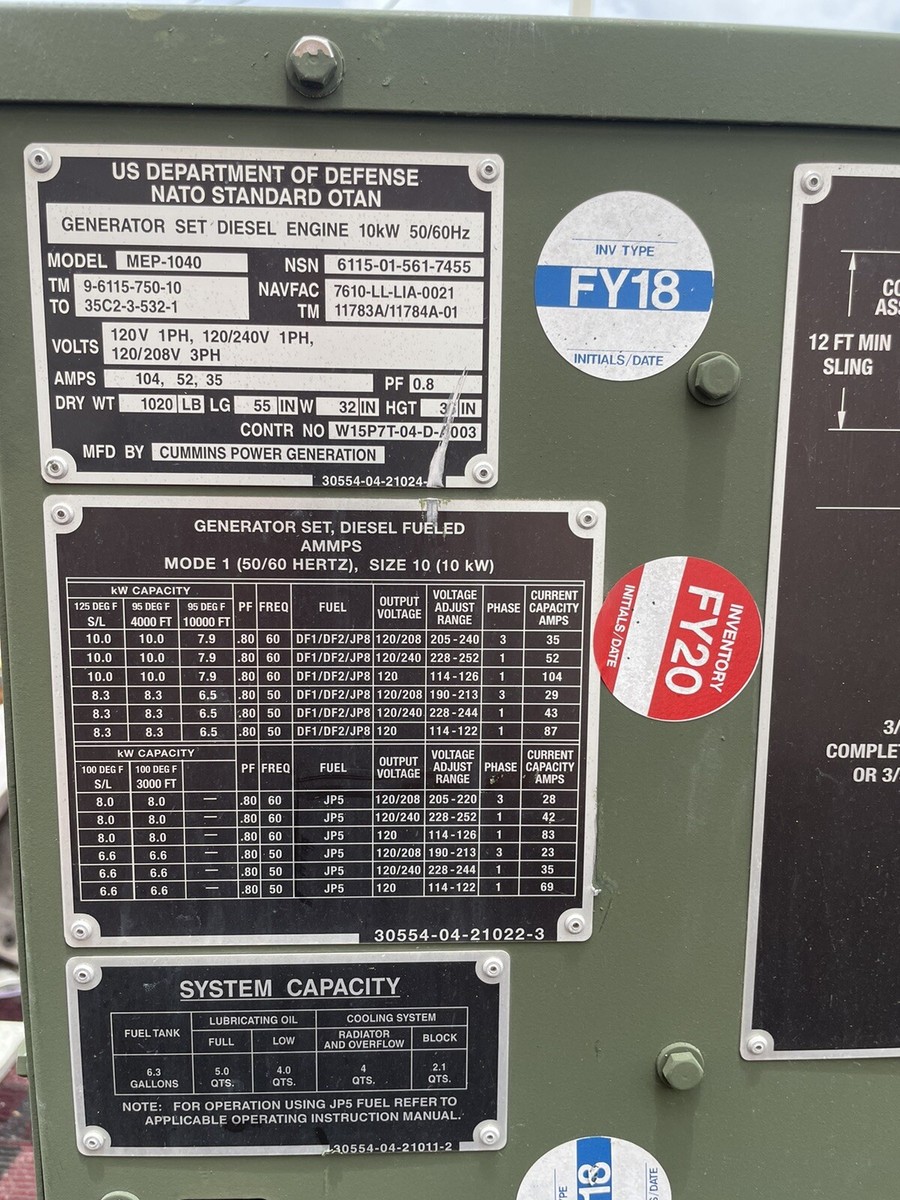 US DEPARTMENT OF DEFENSE
NATO STANDARD OTAN
GENERATOR SET DIESEL ENGINE 10kW 50/60Hz
MODEL MEP-1040 NSN 6115-01-561-7455
TM 9-6115-750-10 NAVFAC 7610-LL-LIA-0021
TO 35C2-3-532-1 TM 11783A/11784A-01
VOLTS 120V 1PH, 120/240V 1PH,
120/208V 3PH
AMPS 104, 52, 35 PF 0.8
DRY WT 1020 LB LG 55 IN W 32 IN HGT IN
CONTR NO W15P7T-04-D-A003
MFD BY CUMMINS POWER GENERATION
30554-04-21024-
INV TYPE
FY18
INITIALS/DATE
GENERATOR SET, DIESEL FUELED
AMMPS
MODE 1 (50/60 HERTZ), SIZE 10 (10 kW)
kW CAPACITY
125 DEG F S/L 95 DEG F 4000 FT 95 DEG F 10000 FT PF FREQ FUEL OUTPUT VOLTAGE VOLTAGE ADJUST RANGE PHASE CURRENT CAPACITY AMPS
10.0 10.0 7.9 .80 60 DF1/DF2/JP8 120/208 205-240 3 35
10.0 10.0 7.9 .80 60 DF1/DF2/JP8 120/240 228-252 1 52
10.0 10.0 7.9 .80 60 DF1/DF2/JP8 120 114-126 1 104
8.3 8.3 6.5 .80 50 DF1/DF2/JP8 120/208 190-213 3 29
8.3 8.3 6.5 .80 50 DF1/DF2/JP8 120/240 228-244 1 43
8.3 8.3 6.5 .80 50 DF1/DF2/JP8 120 114-122 1 87
kW CAPACITY
100 DEG F S/L 100 DEG F 3000 FT PF FREQ FUEL OUTPUT VOLTAGE VOLTAGE ADJUST RANGE PHASE CURRENT CAPACITY AMPS
8.0 8.0 — .80 60 JP5 120/208 205-220 3 28
8.0 8.0 — .80 60 JP5 120/240 228-252 1 42
8.0 8.0 — .80 60 JP5 120 114-126 1 83
6.6 6.6 — .80 50 JP5 120/208 190-213 3 23
6.6 6.6 — .80 50 JP5 120/240 228-244 1 35
6.6 6.6 — .80 50 JP5 120 114-122 1 69
30554-04-21022-3
INVENTORY
FY20
INITIALS/DATE
SYSTEM CAPACITY
FUEL TANK LUBRICATING OIL COOLING SYSTEM
FULL LOW RADIATOR AND OVERFLOW BLOCK
6.3 GALLONS 5.0 QTS. 4.0 QTS. 4 QTS. 2.1 QTS.
NOTE: FOR OPERATION USING JP5 FUEL REFER TO
APPLICABLE OPERATING INSTRUCTION MANUAL.
30554-04-21011-2
12 FT MIN
SLING
CO
ASS
3/
COMPLET
OR 3/
18